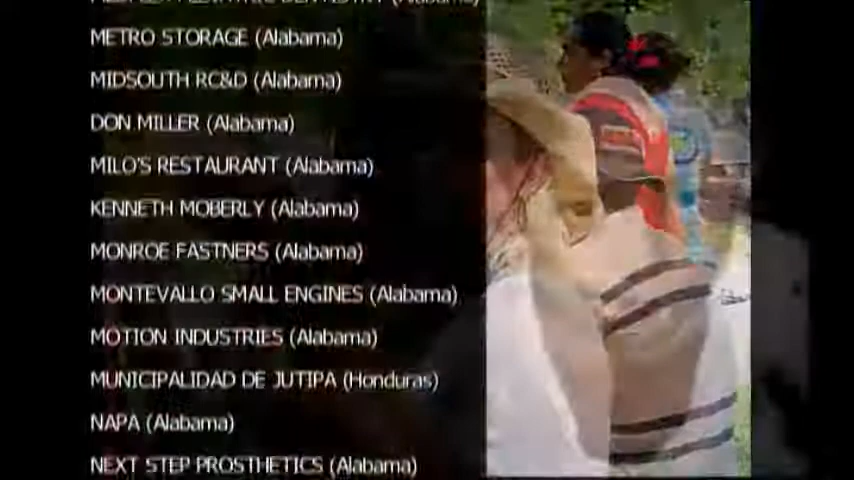 METRO STORAGE (Alabama)
MIDSOUTH RC&D (Alabama)
DON MILLER (Alabama)
MILO'S RESTAURANT (Alabama)
KENNETH MOBERLY (Alabama)
MONROE FASTNERS (Alabama)
MONTEVALLO SMALL ENGINES (Alabama)
MOTION INDUSTRIES (Alabama)
MUNICIPALIDAD DE JUTIPA (Honduras)
NAPA (Alabama)
NEXT STEP PROSTHETICS (Alabama)